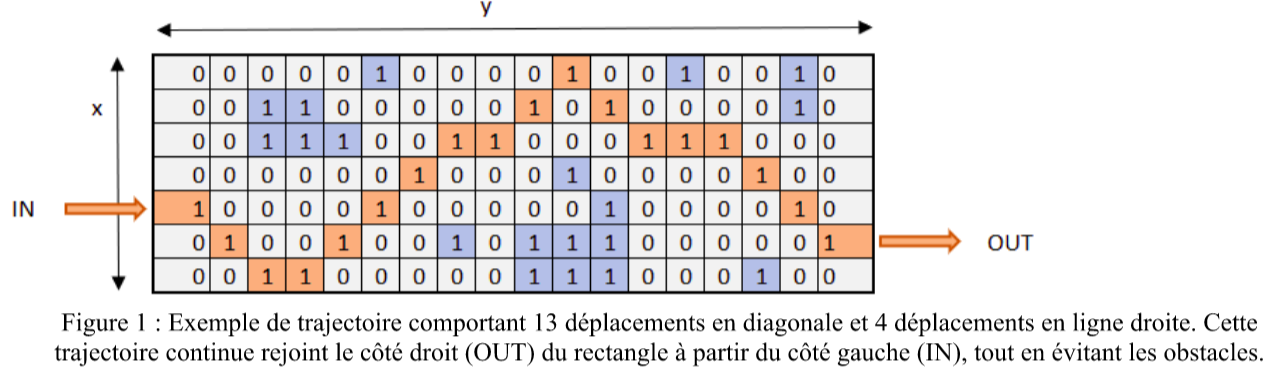 y
0 0 0 0 0 1 0 0 0 0 1 0 0 1 0 0 1 0
x 0 0 1 1 0 0 0 0 0 1 0 1 0 0 0 0 1 0
0 0 1 1 1 0 0 1 1 0 0 0 1 1 1 0 0 0
0 0 0 0 0 0 1 0 0 0 1 0 0 0 0 1 0 0
IN 1 0 0 0 0 1 0 0 0 0 0 1 0 0 0 0 1 0
0 1 0 0 1 0 0 1 0 1 1 1 0 0 0 0 0 1 OUT
0 0 1 1 0 0 0 0 0 1 1 1 0 0 0 1 0 0
Figure 1 : Exemple de trajectoire comportant 13 déplacements en diagonale et 4 déplacements en ligne droite. Cette
trajectoire continue rejoint le côté droit (OUT) du rectangle à partir du côté gauche (IN), tout en évitant les obstacles.